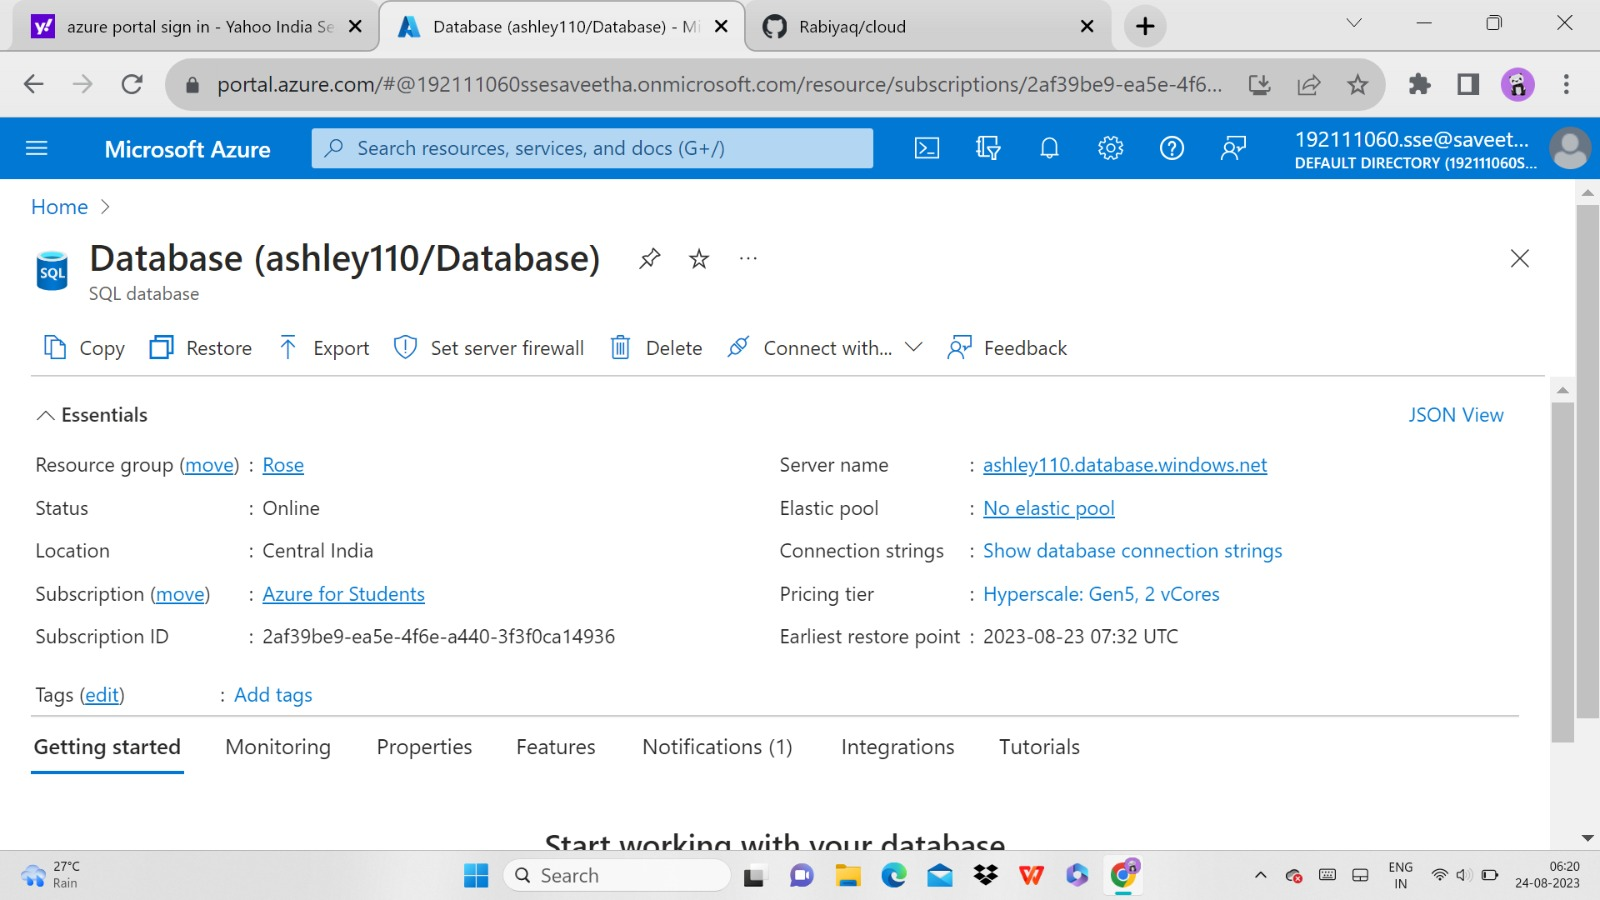 azure portal sign in - Yahoo India Se
Database (ashley110/Database) - Mi
Rabiyaq/cloud
portal.azure.com/#@192111060ssesaveetha.onmicrosoft.com/resource/subscriptions/2af39be9-ea5e-4f6...
Microsoft Azure
Search resources, services, and docs (G+/)
192111060.sse@saveet...
DEFAULT DIRECTORY (192111060S...
Home
SQL
Database (ashley110/Database)
...
SQL database
Copy Restore Export Set server firewall Delete Connect with... Feedback
Essentials
JSON View
Resource group (move) : Rose
Status : Online
Location : Central India
Subscription (move) : Azure for Students
Subscription ID : 2af39be9-ea5e-4f6e-a440-3f3f0ca14936
Server name : ashley110.database.windows.net
Elastic pool : No elastic pool
Connection strings : Show database connection strings
Pricing tier : Hyperscale: Gen5, 2 vCores
Earliest restore point : 2023-08-23 07:32 UTC
Tags (edit) : Add tags
Getting started Monitoring Properties Features Notifications (1) Integrations Tutorials
Start working with your database
27°C
Rain
Search
ENG
IN
06:20
24-08-2023